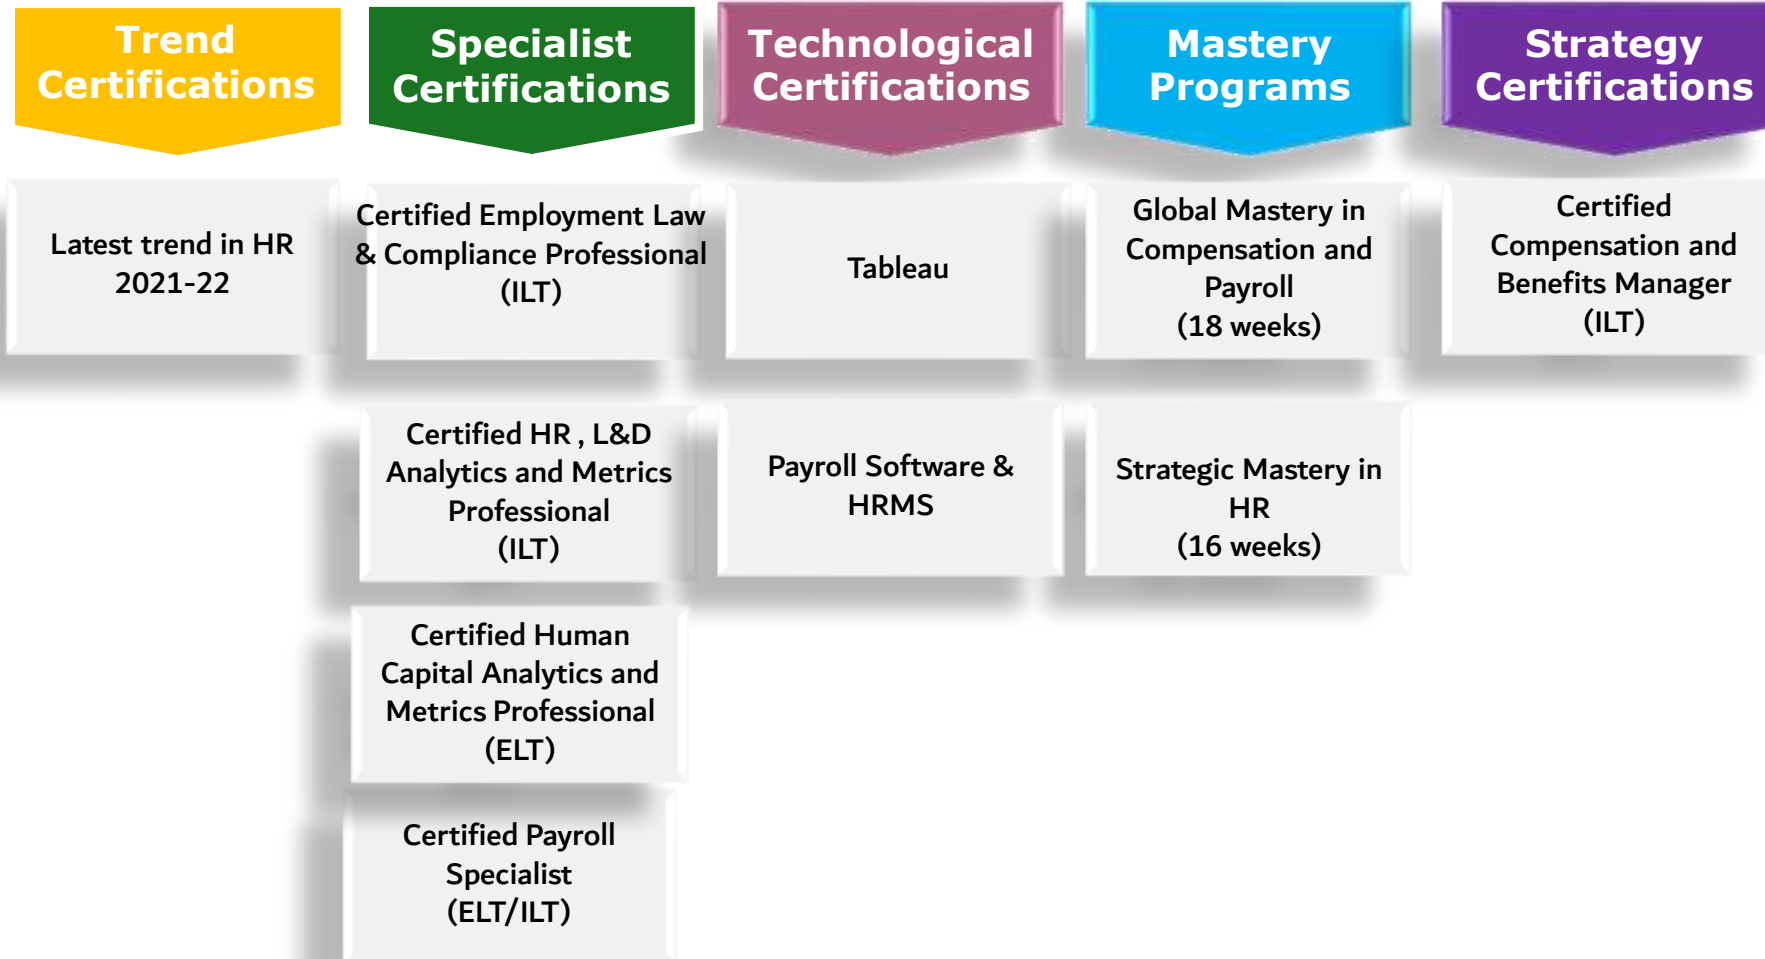 Trend
Certifications
Specialist
Certifications
Technological
Certifications
Mastery
Programs
Strategy
Certifications
Latest trend in HR
2021-22
Certified Employment Law
& Compliance Professional
(ILT)
Tableau
Global Mastery in
Compensation and
Payroll
(18 weeks)
Certified
Compensation and
Benefits Manager
(ILT)
Certified HR , L&D
Analytics and Metrics
Professional
(ILT)
Payroll Software &
HRMS
Strategic Mastery in
HR
(16 weeks)
Certified Human
Capital Analytics and
Metrics Professional
(ELT)
Certified Payroll
Specialist
(ELT/ILT)